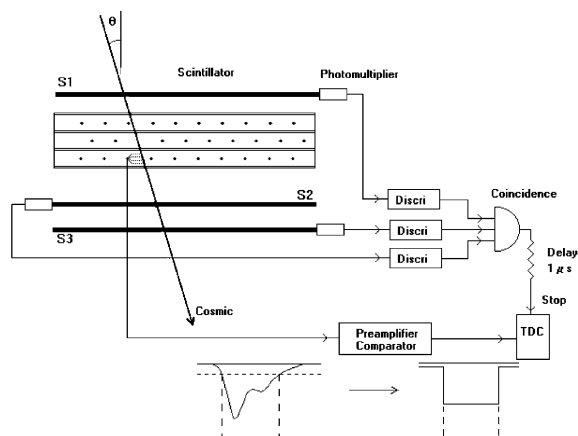 θ
Scintillator
Photomultiplier
S1
S2
S3
Discri
Discri
Discri
Coincidence
Delay
1 μs
Stop
Cosmic
Preamplifier
Comparator
TDC